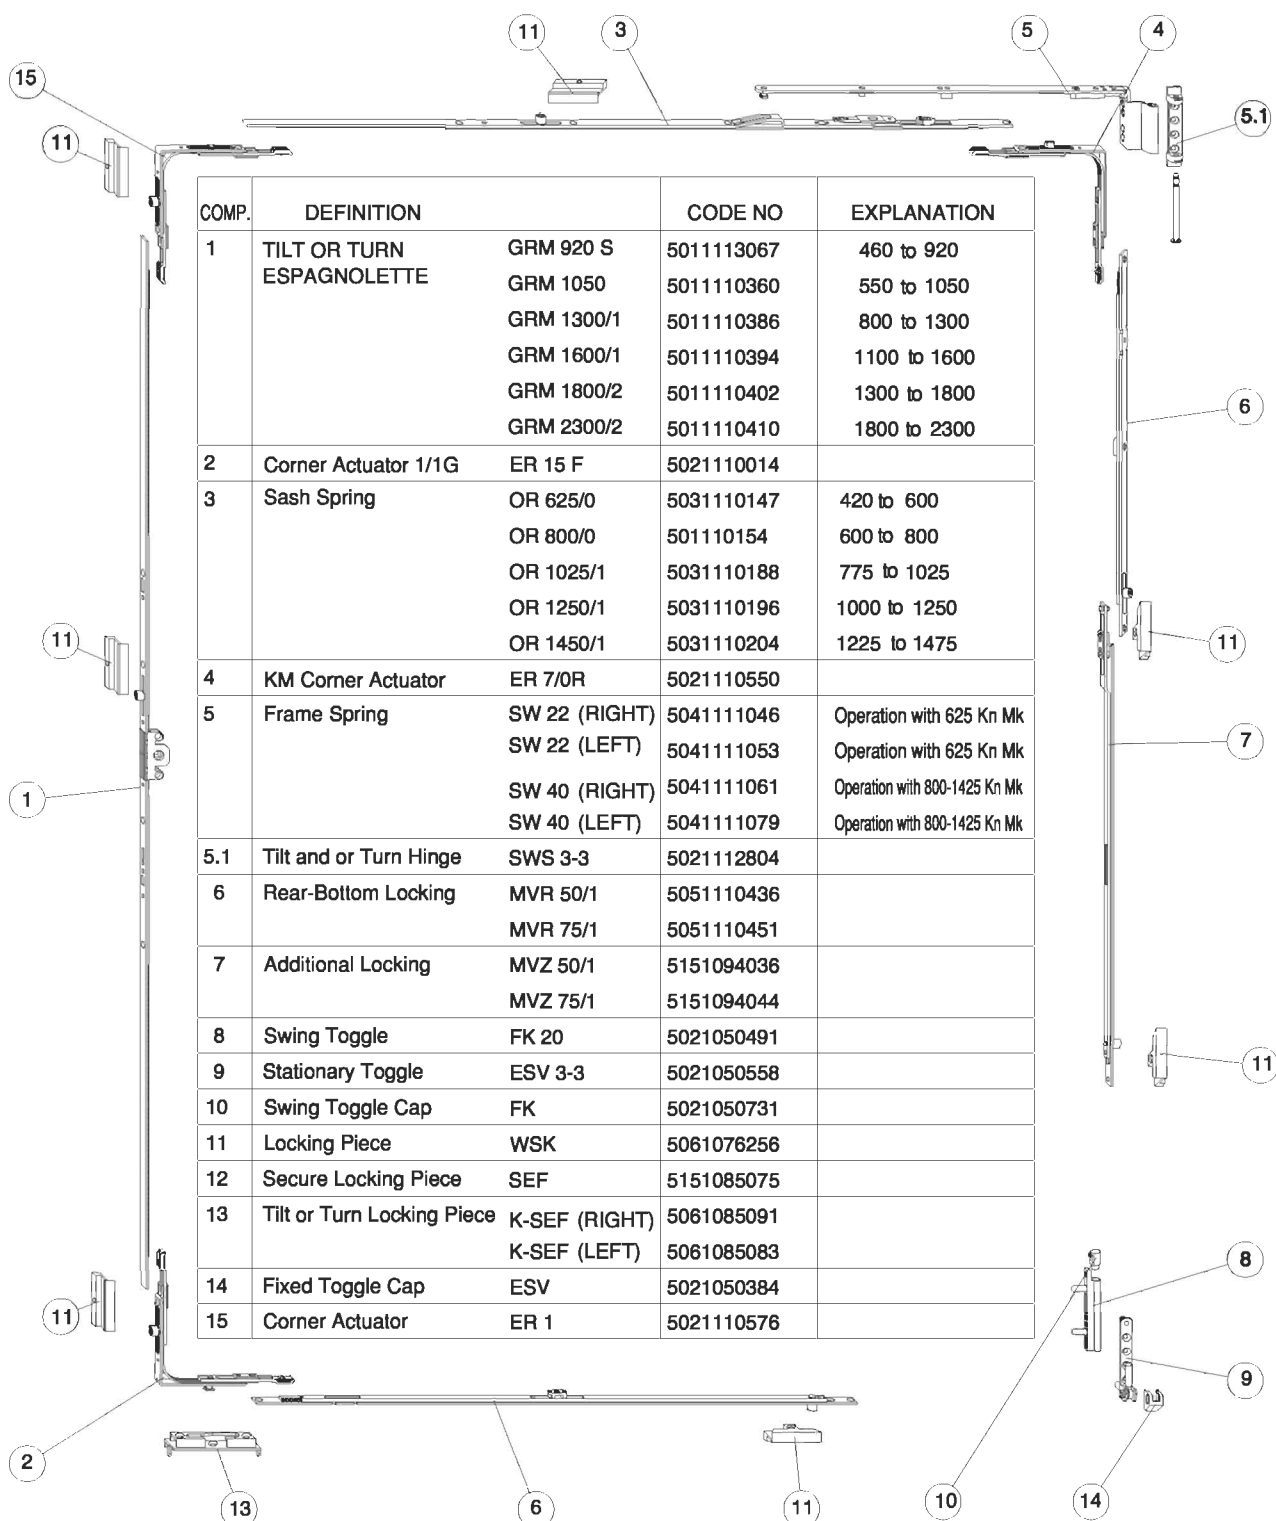 11
3
5
4
15
5.1
11
COMP. DEFINITION CODE NO EXPLANATION
1 TILT OR TURN GRM 920 S 5011113067 460 to 920
ESPAGNOLETTE GRM 1050 5011110360 550 to 1050
GRM 1300/1 5011110386 800 to 1300
GRM 1600/1 5011110394 1100 to 1600
GRM 1800/2 5011110402 1300 to 1800
GRM 2300/2 5011110410 1800 to 2300
6
2 Corner Actuator 1/1G ER 15 F 5021110014
3 Sash Spring OR 625/0 5031110147 420 to 600
OR 800/0 501110154 600 to 800
OR 1025/1 5031110188 775 to 1025
OR 1250/1 5031110196 1000 to 1250
OR 1450/1 5031110204 1225 to 1475
11
11
4 KM Corner Actuator ER 7/0R 5021110550
5 Frame Spring SW 22 (RIGHT) 5041111046 Operation with 625 Kn Mk
SW 22 (LEFT) 5041111053 Operation with 625 Kn Mk
SW 40 (RIGHT) 5041111061 Operation with 800-1425 Kn Mk
SW 40 (LEFT) 5041111079 Operation with 800-1425 Kn Mk
7
1
5.1 Tilt and or Turn Hinge SWS 3-3 5021112804
6 Rear-Bottom Locking MVR 50/1 5051110436
MVR 75/1 5051110451
7 Additional Locking MVZ 50/1 5151094036
MVZ 75/1 5151094044
8 Swing Toggle FK 20 5021050491
9 Stationary Toggle ESV 3-3 5021050558
11
10 Swing Toggle Cap FK 5021050731
11 Locking Piece WSK 5061076256
12 Secure Locking Piece SEF 5151085075
13 Tilt or Turn Locking Piece K-SEF (RIGHT) 5061085091
K-SEF (LEFT) 5061085083
14 Fixed Toggle Cap ESV 5021050384
15 Corner Actuator ER 1 5021110576
8
11
9
2
13
6
11
10
14